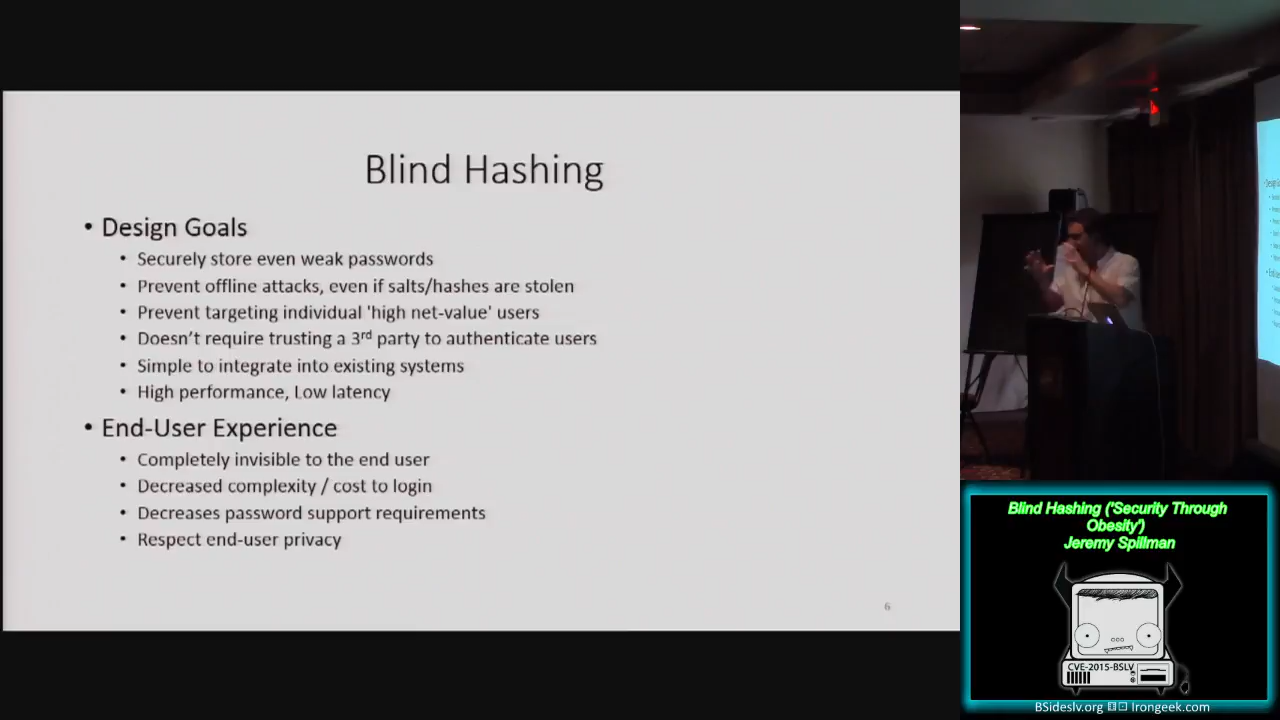 Blind Hashing
• Design Goals
• Securely store even weak passwords
• Prevent offline attacks, even if salts/hashes are stolen
• Prevent targeting individual 'high net-value' users
• Doesn’t require trusting a 3rd party to authenticate users
• Simple to integrate into existing systems
• High performance, Low latency
• End-User Experience
• Completely invisible to the end user
• Decreased complexity / cost to login
• Decreases password support requirements
• Respect end-user privacy
6
Blind Hashing ('Security Through
Obesity')
Jeremy Spillman
CVE-2015-BSLV
BSideslv.org Irongeek.com